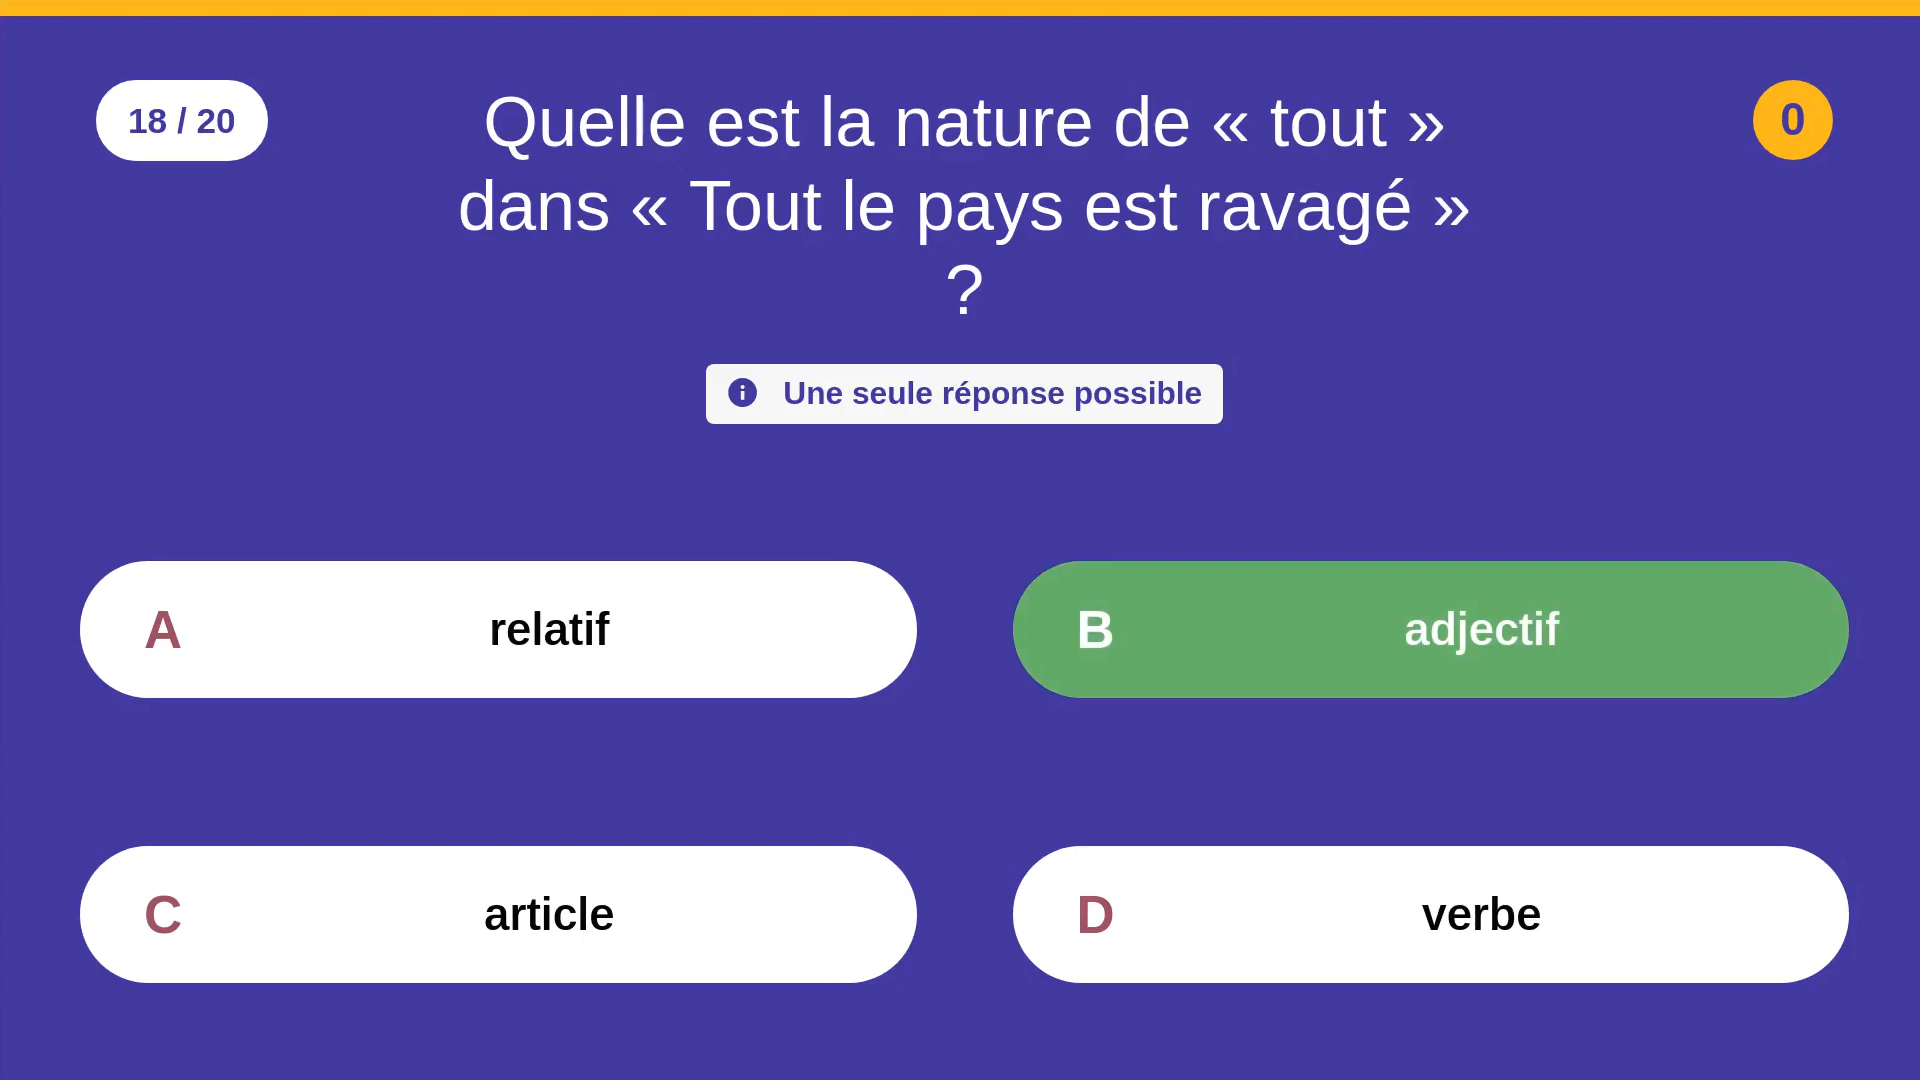 18 / 20
Quelle est la nature de « tout »
dans « Tout le pays est ravagé »
?
0
Une seule réponse possible
A relatif
B adjectif
C article
D verbe